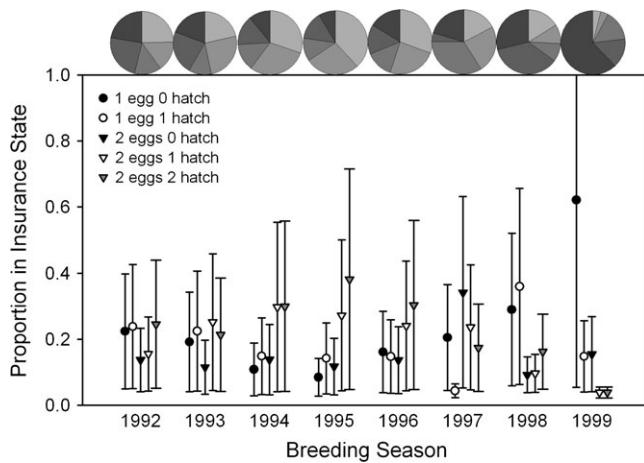 1.0
0.8
0.6
0.4
0.2
0.0
Proportion in Insurance State
1 egg 0 hatch
1 egg 1 hatch
2 eggs 0 hatch
2 eggs 1 hatch
2 eggs 2 hatch
1992 1993 1994 1995 1996 1997 1998 1999
Breeding Season